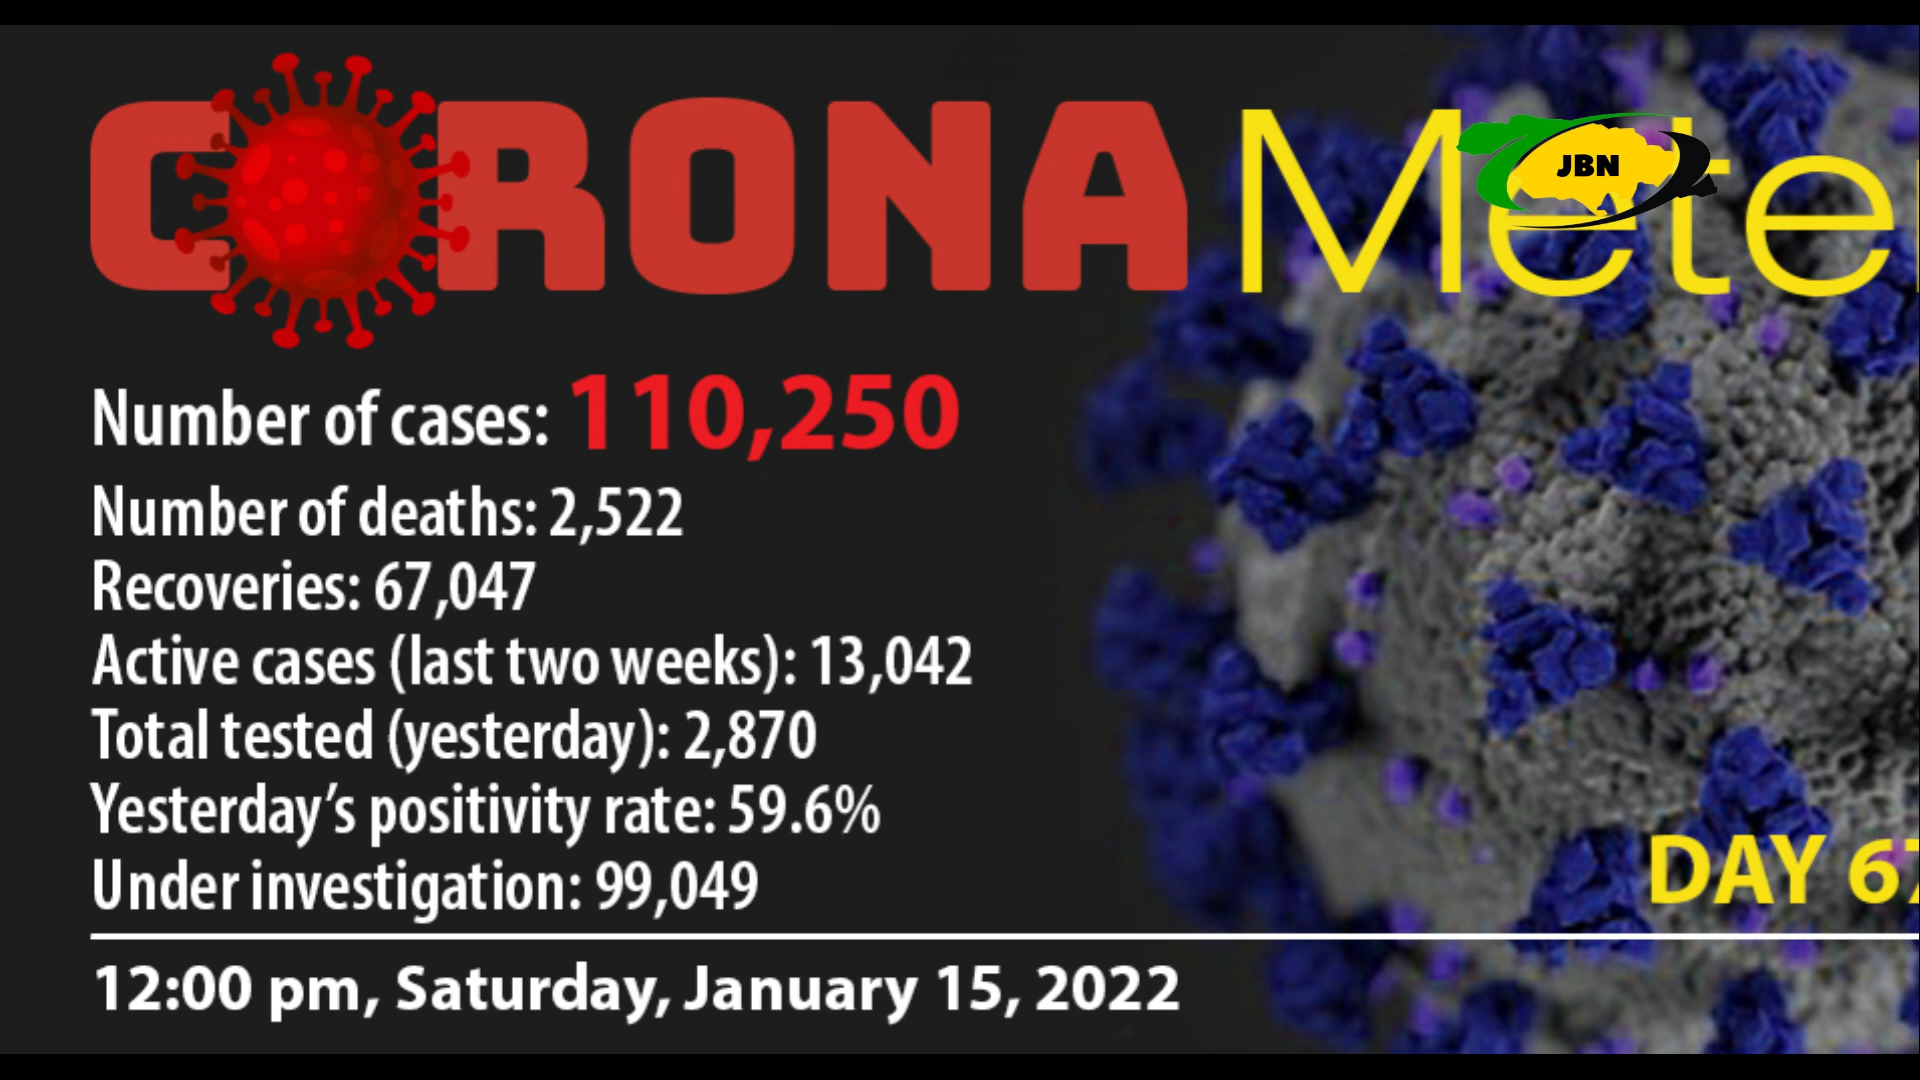 CORONA Meter
JBN
Number of cases: 110,250
Number of deaths: 2,522
Recoveries: 67,047
Active cases (last two weeks): 13,042
Total tested (yesterday): 2,870
Yesterday's positivity rate: 59.6%
Under investigation: 99,049
DAY 67
12:00 pm, Saturday, January 15, 2022